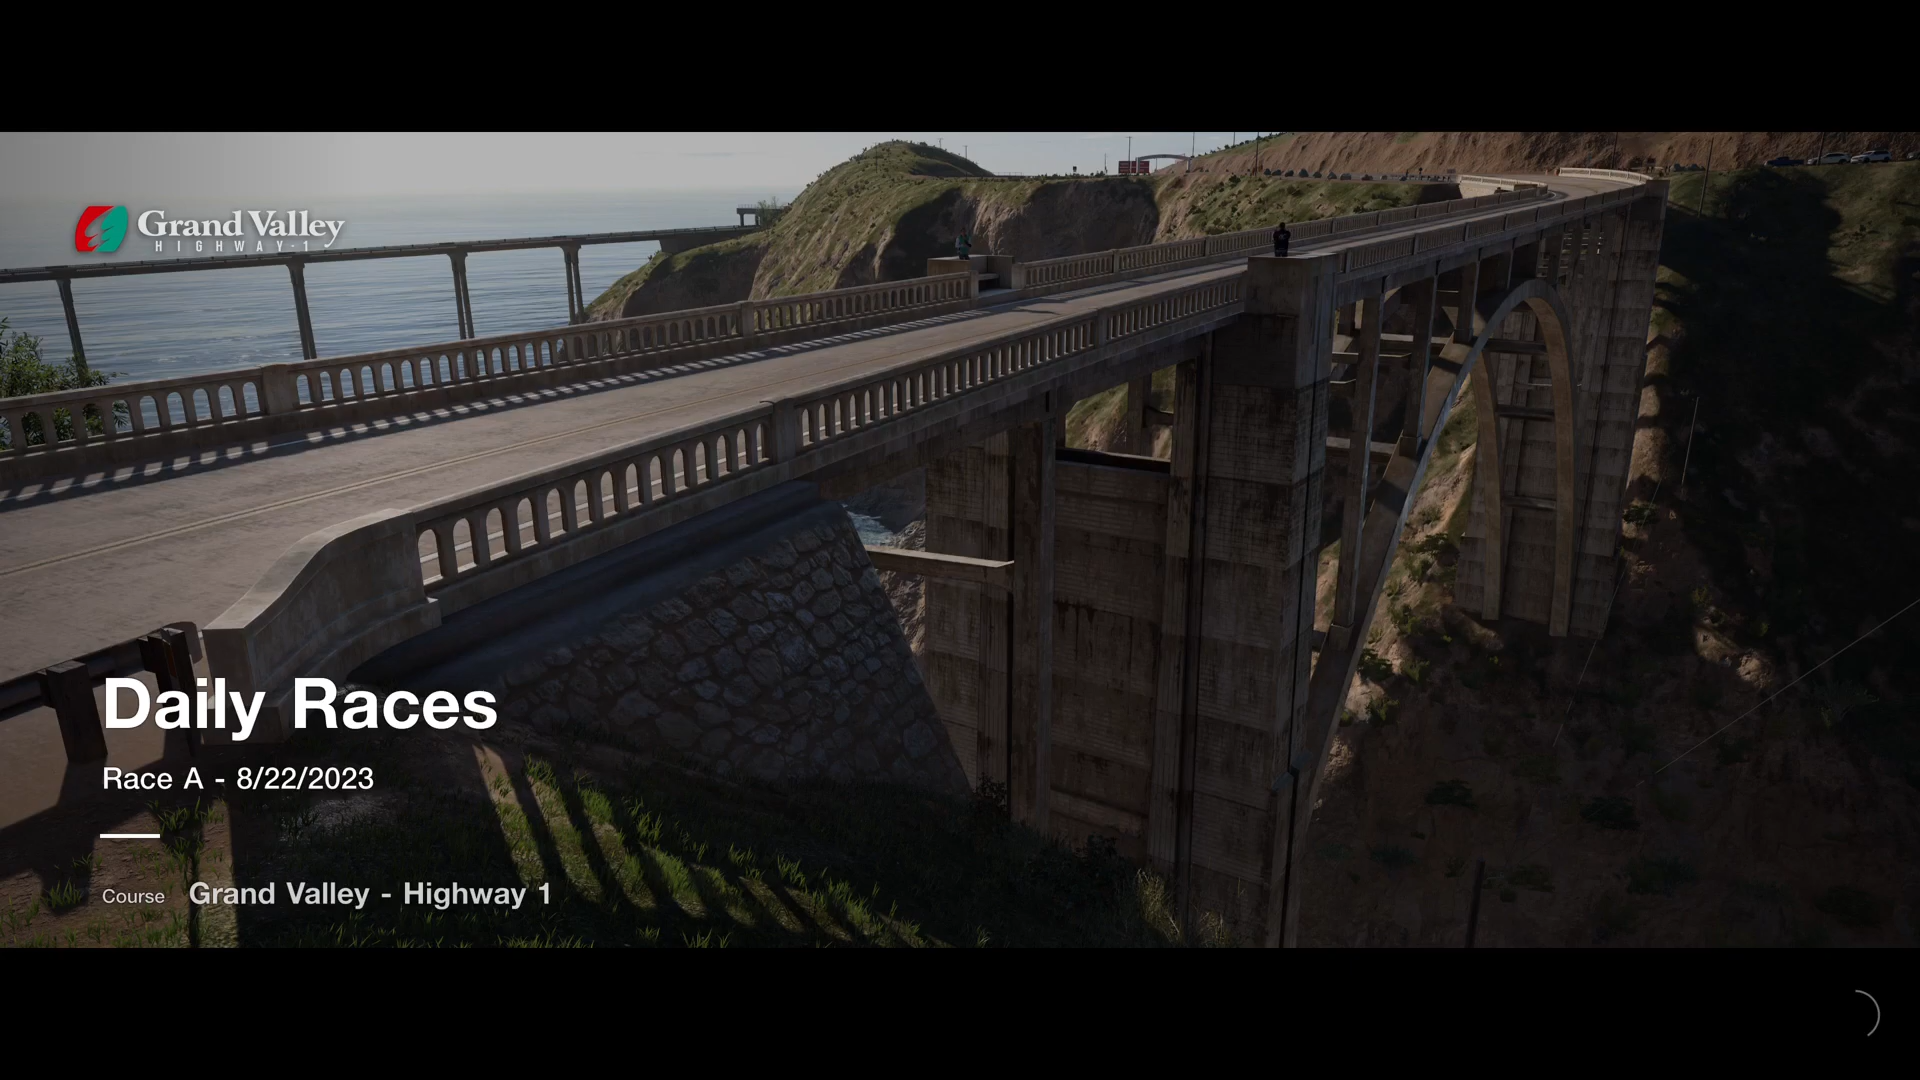 Grand Valley
HIGHWAY-1
Daily Races
Race A - 8/22/2023
Course Grand Valley - Highway 1